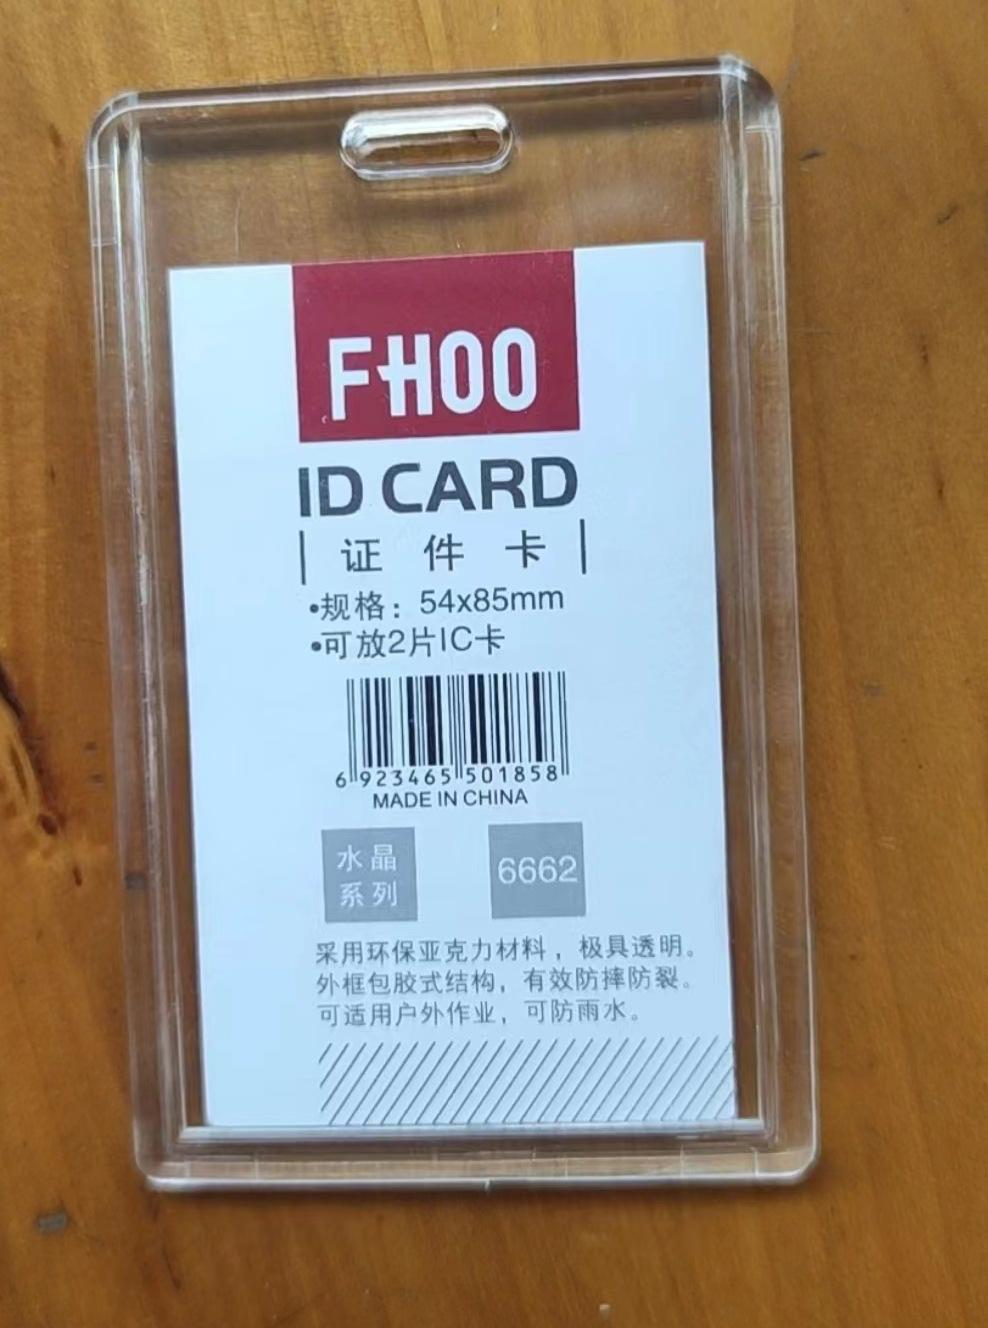 FHOO
ID CARD
证件卡
•规格：54x85mm
•可放2片IC卡
6 923465 501858
MADE IN CHINA
水晶
系列
6662
采用环保亚克力材料，极具透明。
外框包胶式结构，有效防摔防裂。
可适用户外作业，可防雨水。